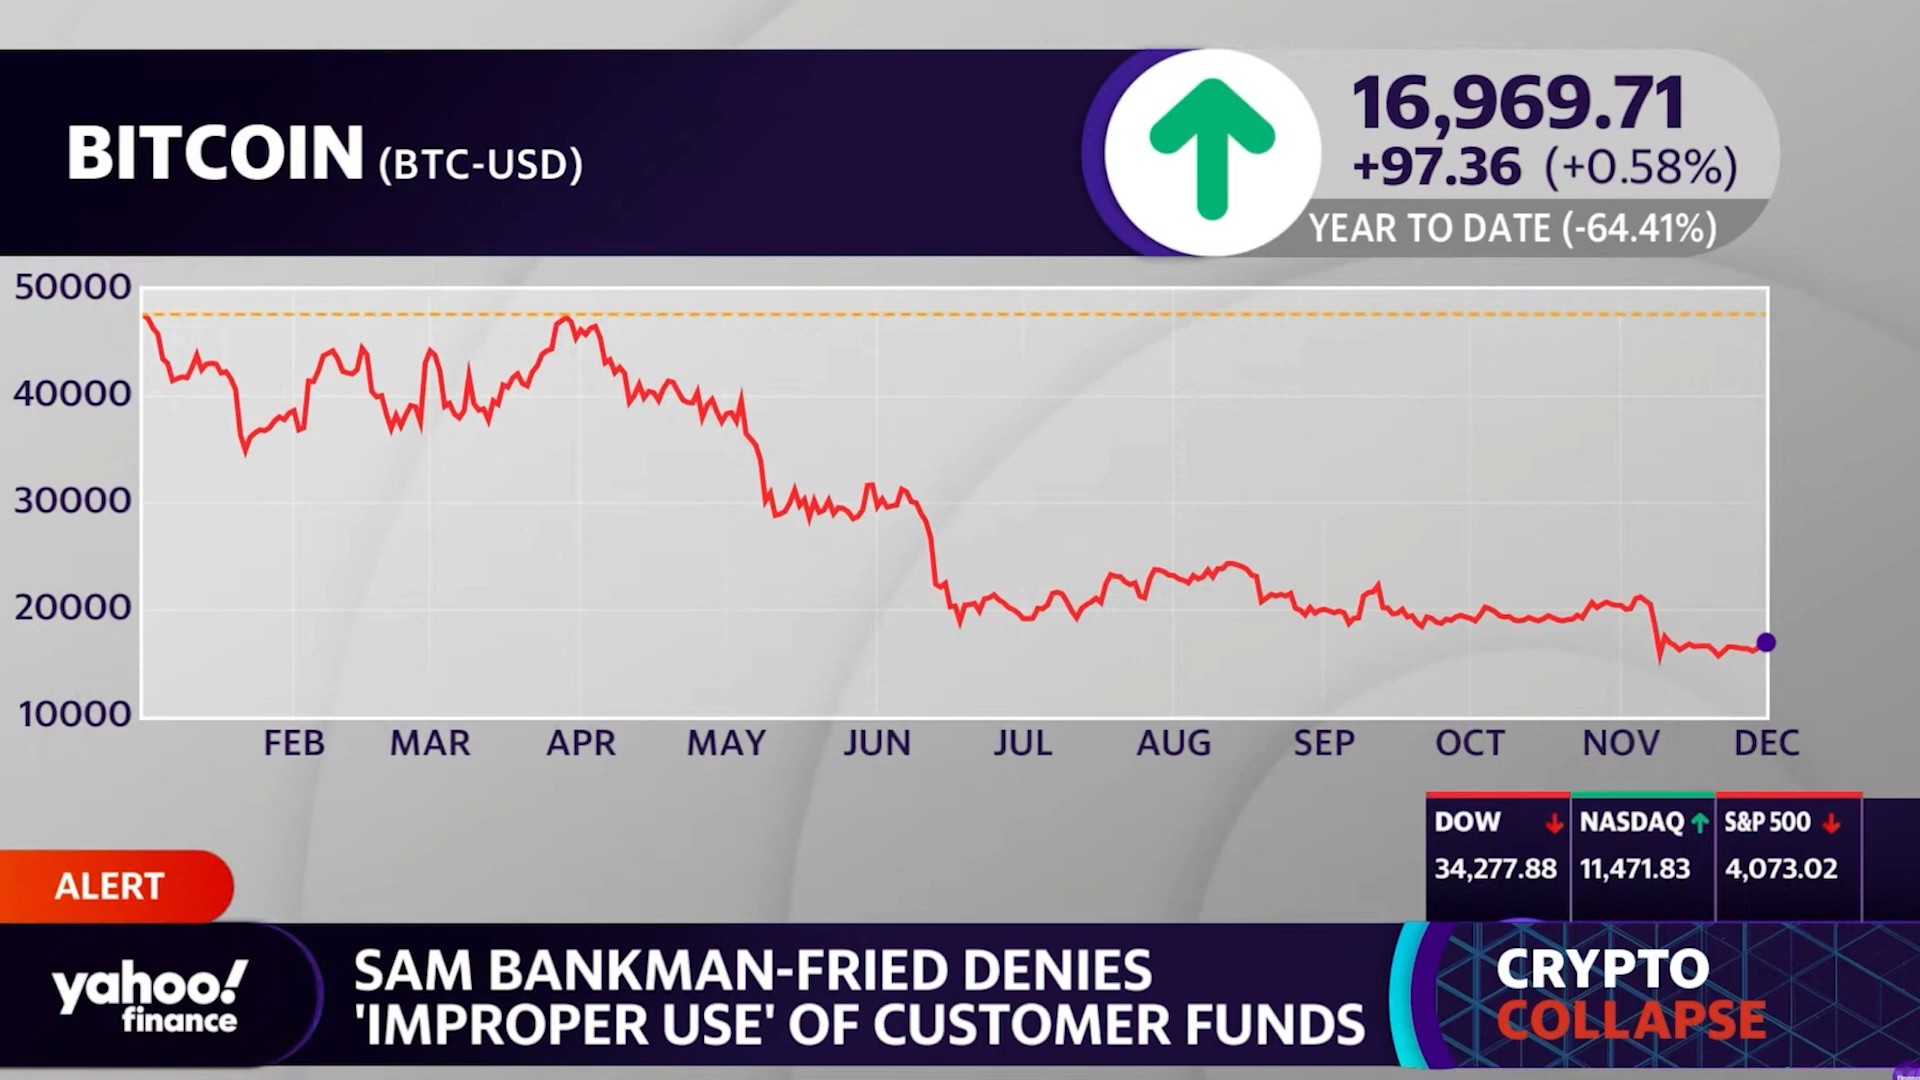 BITCOIN (BTC-USD)
16,969.71
+97.36 (+0.58%)
YEAR TO DATE (-64.41%)
50000
40000
30000
20000
10000
FEB MAR APR MAY JUN JUL AUG SEP OCT NOV DEC
DOW NASDAQ S&P 500
34,277.88 11,471.83 4,073.02
ALERT
yahoo!
finance
SAM BANKMAN-FRIED DENIES
'IMPROPER USE' OF CUSTOMER FUNDS
CRYPTO
COLLAPSE